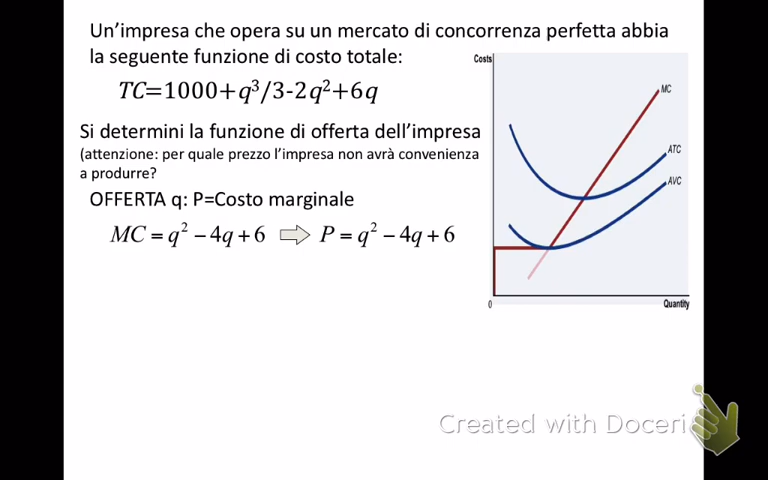 Un'impresa che opera su un mercato di concorrenza perfetta abbia
la seguente funzione di costo totale:
TC=1000+q³/3-2q²+6q
Si determini la funzione di offerta dell'impresa
(attenzione: per quale prezzo l'impresa non avrà convenienza
a produrre?
OFFERTA q: P=Costo marginale
MC = q² − 4q + 6 ⇨ P = q² − 4q + 6
Costs
MC
ATC
AVC
0
Quantity
Created with Doceri